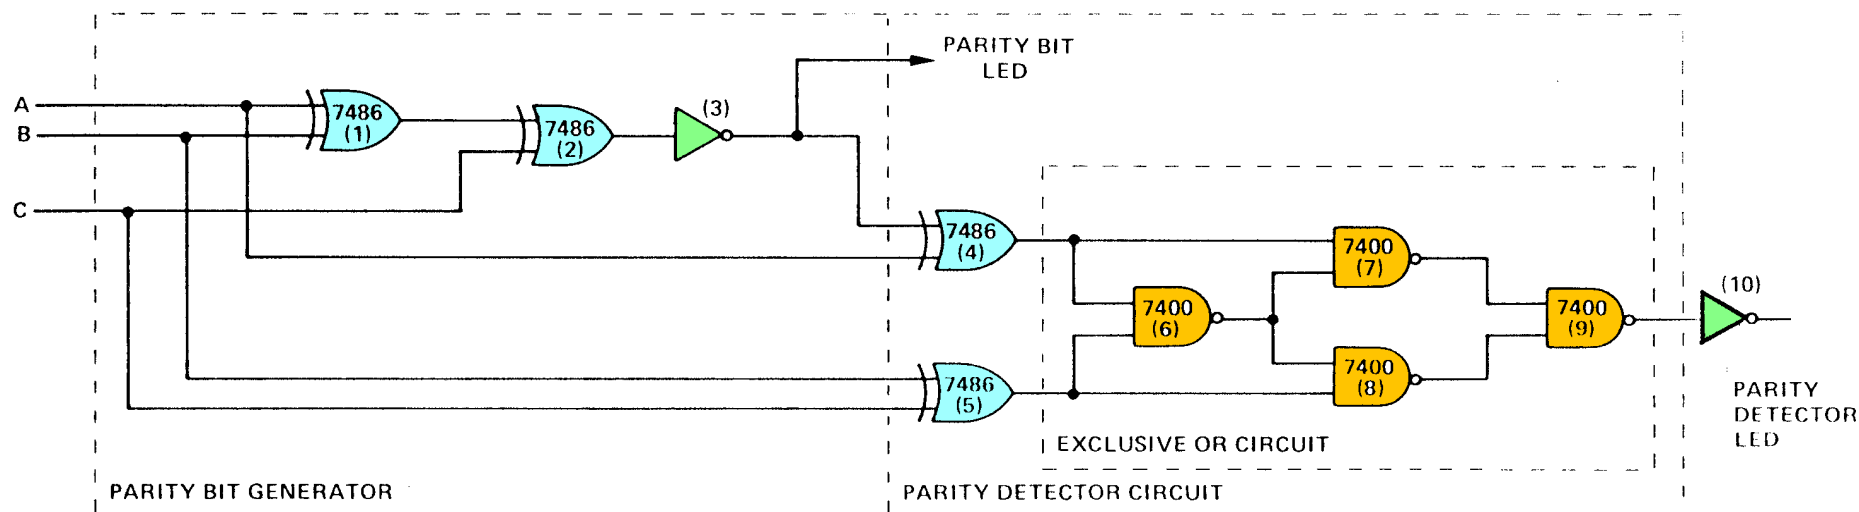 PARITY BIT
LED
A
B
C
7486
(1)
7486
(2)
(3)
7486
(4)
7486
(5)
7400
(6)
7400
(7)
7400
(8)
7400
(9)
(10)
PARITY
DETECTOR
LED
EXCLUSIVE OR CIRCUIT
PARITY BIT GENERATOR
PARITY DETECTOR CIRCUIT